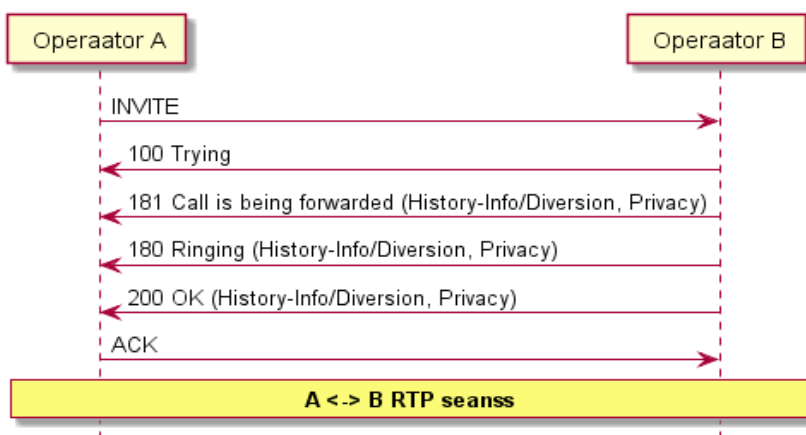 Operaator A
Operaator B
INVITE
100 Trying
181 Call is being forwarded (History-Info/Diversion, Privacy)
180 Ringing (History-Info/Diversion, Privacy)
200 OK (History-Info/Diversion, Privacy)
ACK
A <-> B RTP seanss